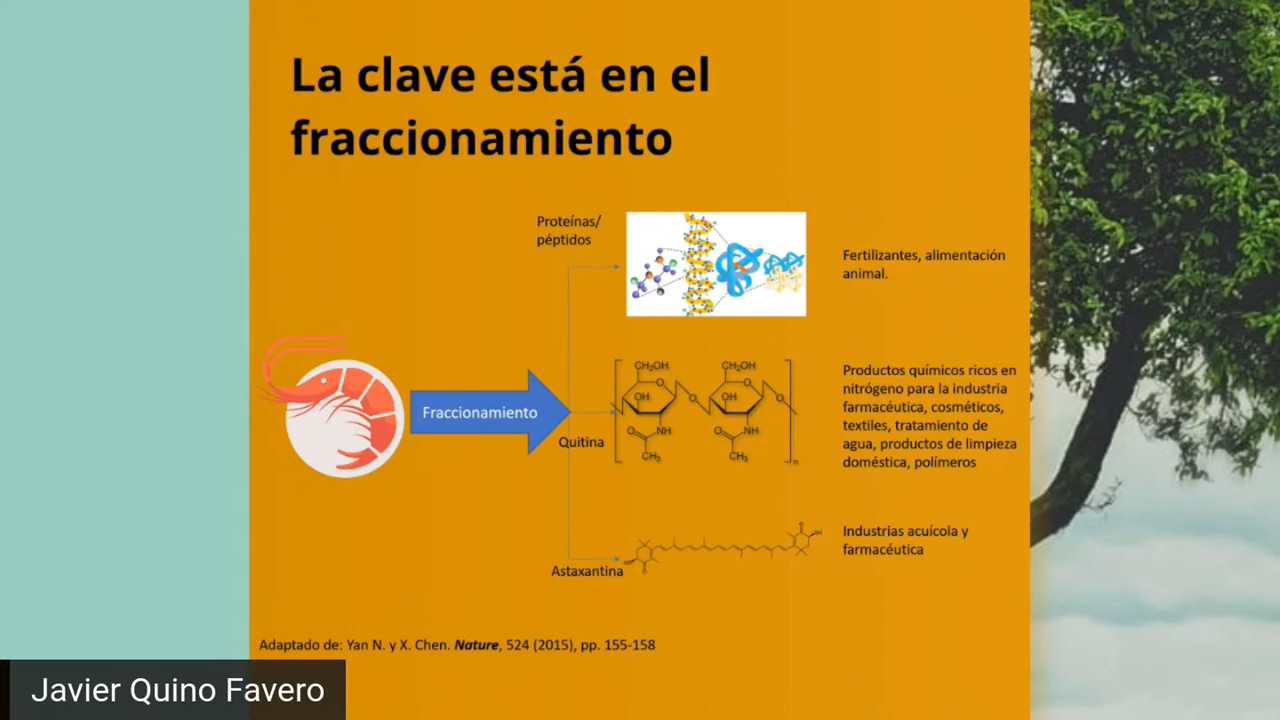 La clave está en el
fraccionamiento
Proteínas/
péptidos
Fertilizantes, alimentación
animal.
Fraccionamiento
Quitina
CH₂OH
CH₂OH
O
O
OH
OH
O
O
O
NH
O
NH
CH₃
CH₃
n
Productos químicos ricos en
nitrógeno para la industria
farmacéutica, cosméticos,
textiles, tratamiento de
agua, productos de limpieza
doméstica, polímeros
Astaxantina
Industrias acuícola y
farmacéutica
Adaptado de: Yan N. y X. Chen. Nature, 524 (2015), pp. 155-158
Javier Quino Favero